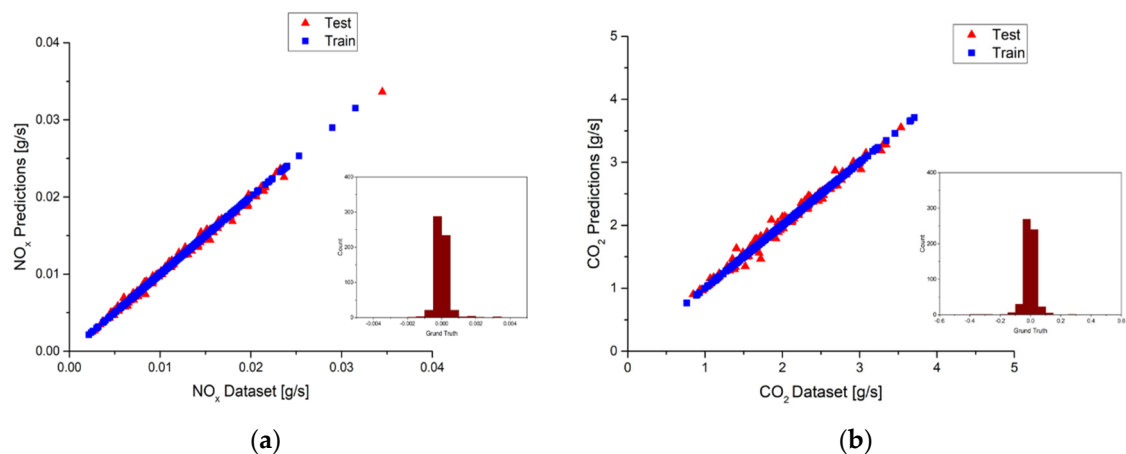 Test
Train
0.04
0.03
0.02
0.01
0.00
NOx Predictions [g/s]
0.00 0.01 0.02 0.03 0.04
NOx Dataset [g/s]
400
300
200
100
0
Count
-0.004 -0.002 0.000 0.002 0.004
Grund Truth
(a)
Test
Train
5
4
3
2
1
0
CO2 Predictions [g/s]
0 1 2 3 4 5
CO2 Dataset [g/s]
400
300
200
100
0
Count
-0.6 -0.4 -0.2 0.0 0.2 0.4 0.6
Grund Truth
(b)